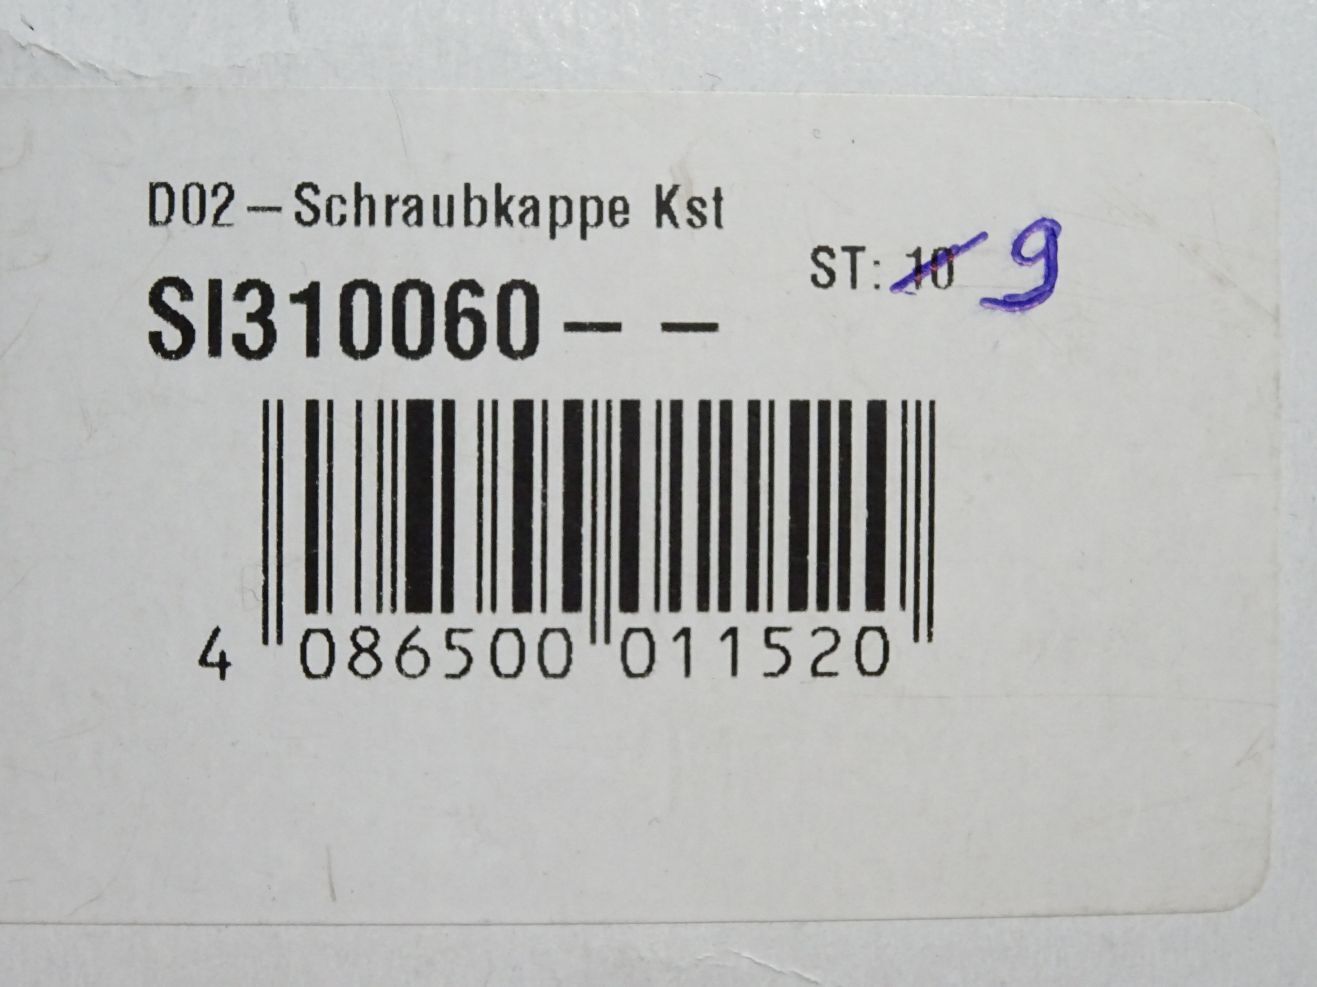 D02-Schraubkappe Kst
ST: 10 9
SI310060- -
4 086500 011520